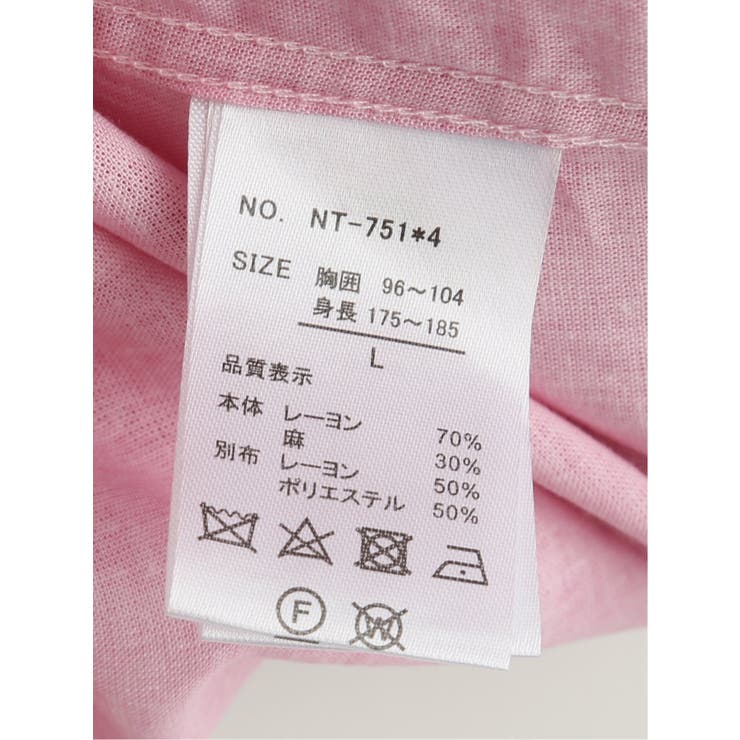 NO. NT-751*4
SIZE 胸囲 96～104
身長 175～185
L
品質表示
本体 レーヨン 70%
麻 30%
別布 レーヨン 50%
ポリエステル 50%
F
W